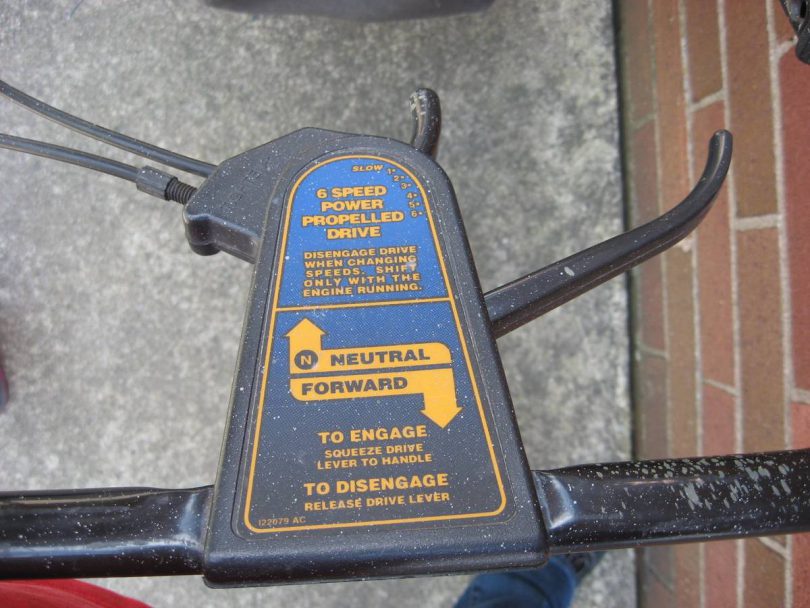 SLOW 1•
2•
3•
4•
5•
6•
6 SPEED
POWER
PROPELLED
DRIVE
DISENGAGE DRIVE
WHEN CHANGING
SPEEDS. SHIFT
ONLY WITH THE
ENGINE RUNNING.
N NEUTRAL
FORWARD
TO ENGAGE
SQUEEZE DRIVE
LEVER TO HANDLE
TO DISENGAGE
RELEASE DRIVE LEVER
122079 AC